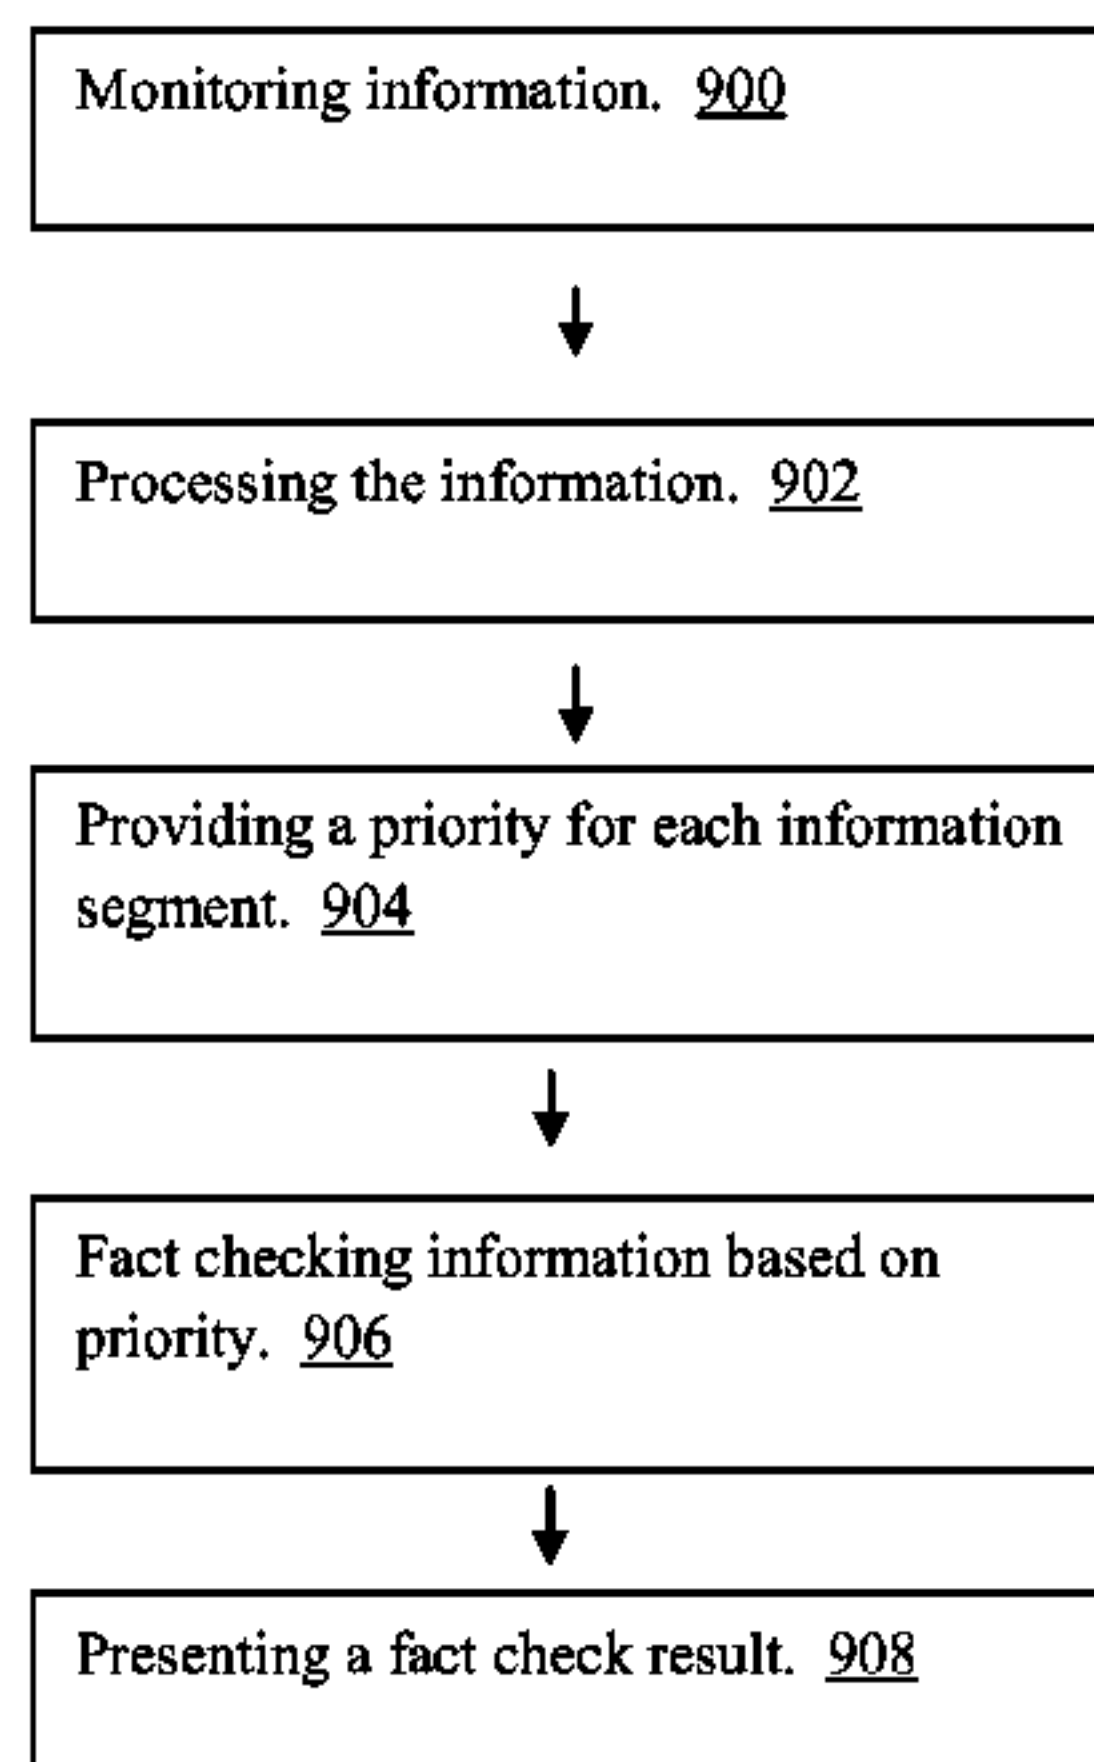 Monitoring information. 900
Processing the information. 902
Providing a priority for each information
segment. 904
Fact checking information based on
priority. 906
Presenting a fact check result. 908